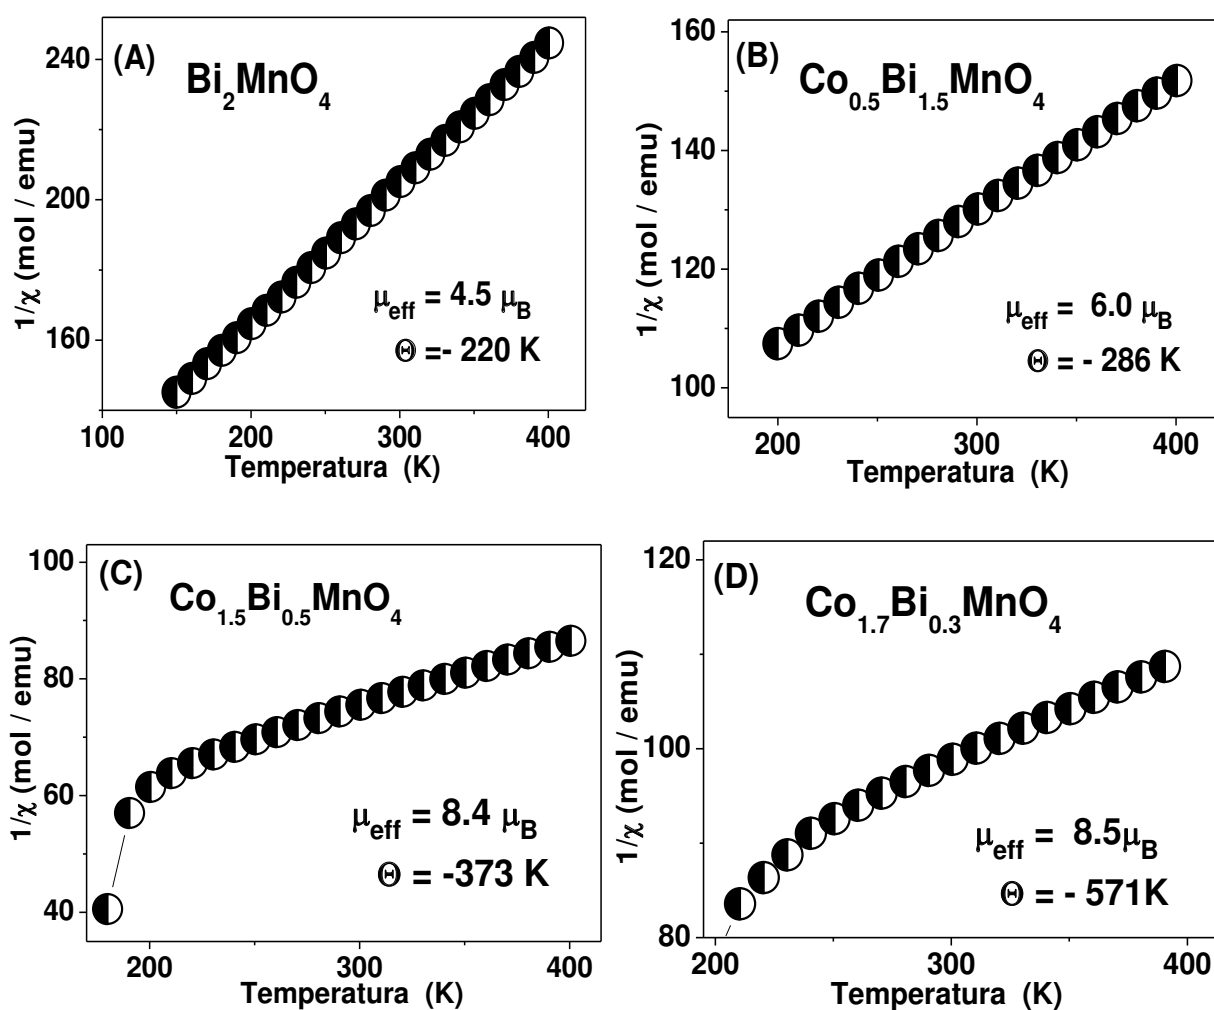 (A)
Bi₂MnO₄
1/χ (mol / emu)
240
200
160
μeff = 4.5 μB
Θ =- 220 K
100
200
300
400
Temperatura (K)
(B)
Co₀.₅Bi₁.₅MnO₄
1/χ (mol / emu)
160
140
120
100
μeff = 6.0 μB
Θ = - 286 K
200
300
400
Temperatura (K)
(C)
Co₁.₅Bi₀.₅MnO₄
1/χ (mol / emu)
100
80
60
40
μeff = 8.4 μB
Θ = -373 K
200
300
400
Temperatura (K)
(D)
Co₁.₇Bi₀.₃MnO₄
1/χ (mol / emu)
120
100
80
μeff = 8.5μB
Θ = - 571K
200
300
400
Temperatura (K)